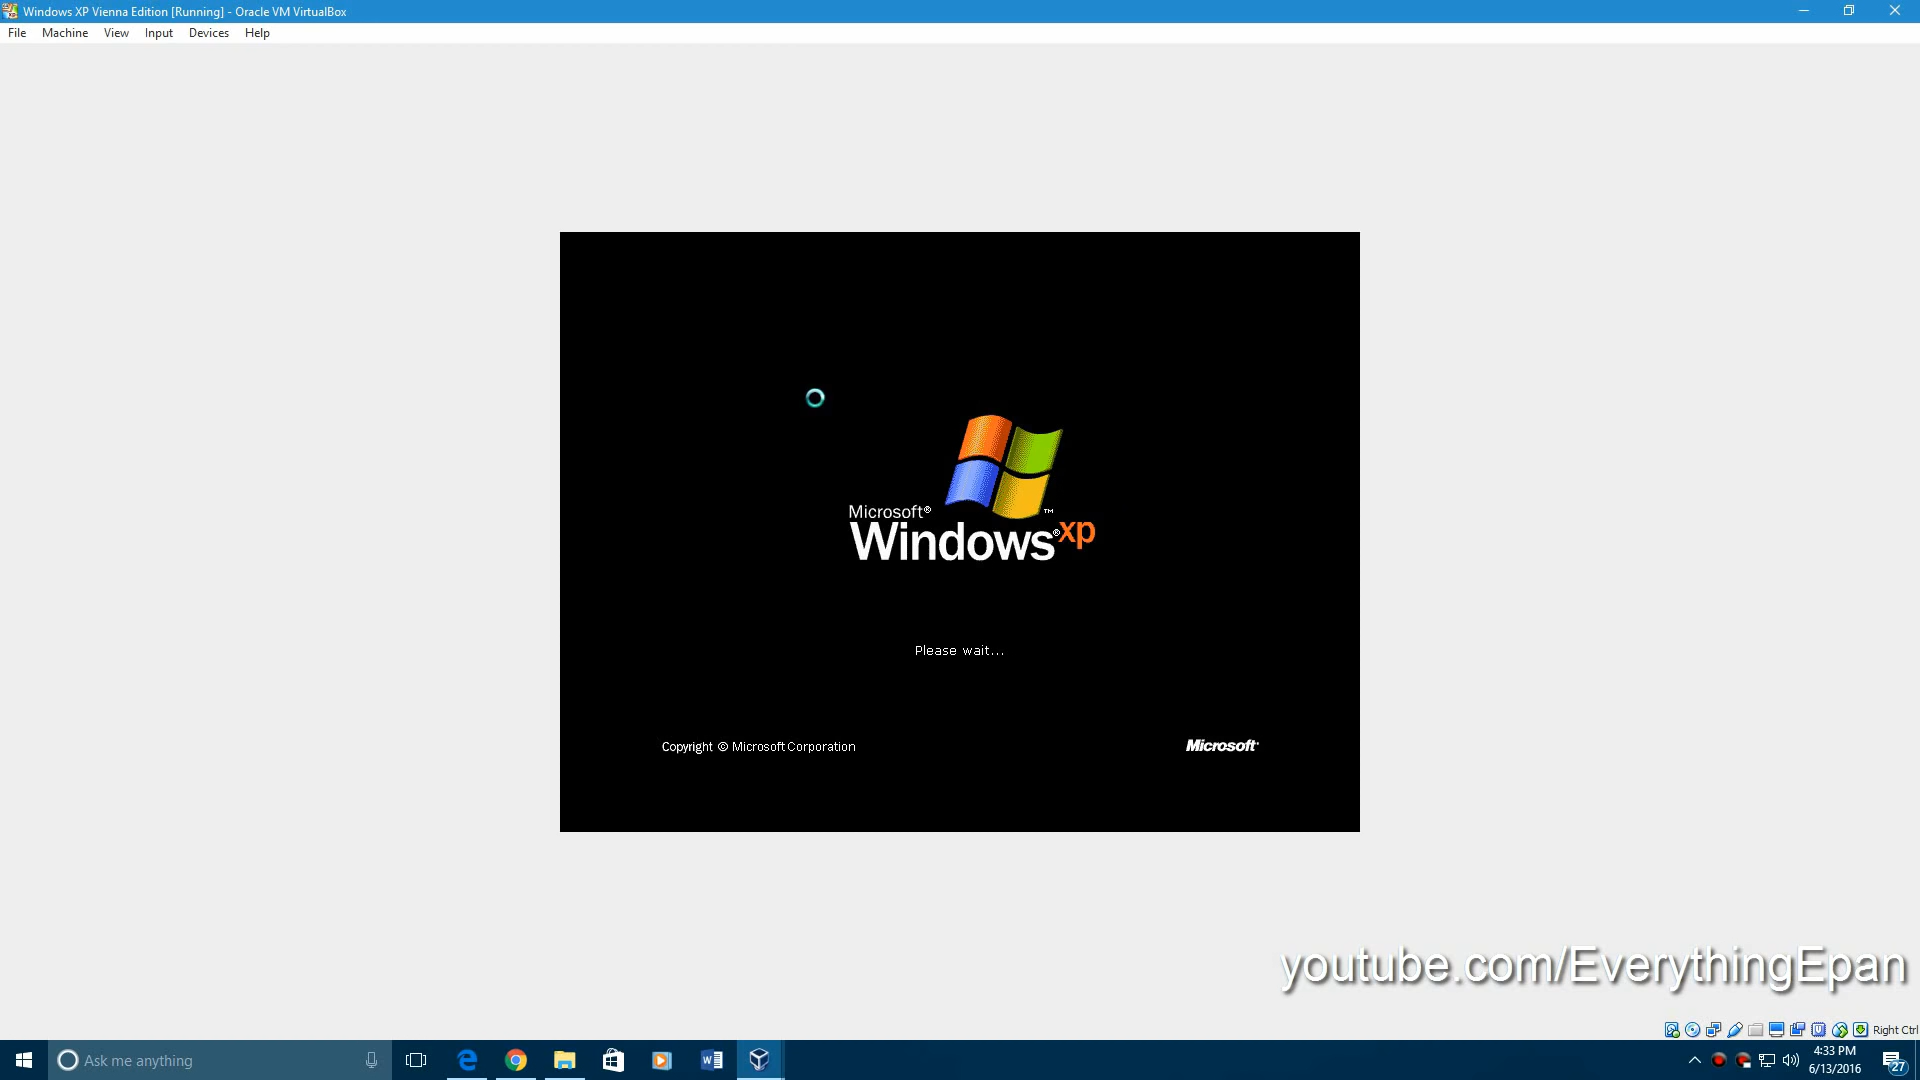 Windows XP Vienna Edition [Running] - Oracle VM VirtualBox
File Machine View Input Devices Help
Microsoft®
Windows® xp ™
Please wait...
Copyright © Microsoft Corporation
Microsoft®
youtube.com/EverythingEpan
Right Ctrl
Ask me anything
4:33 PM
6/13/2016
27